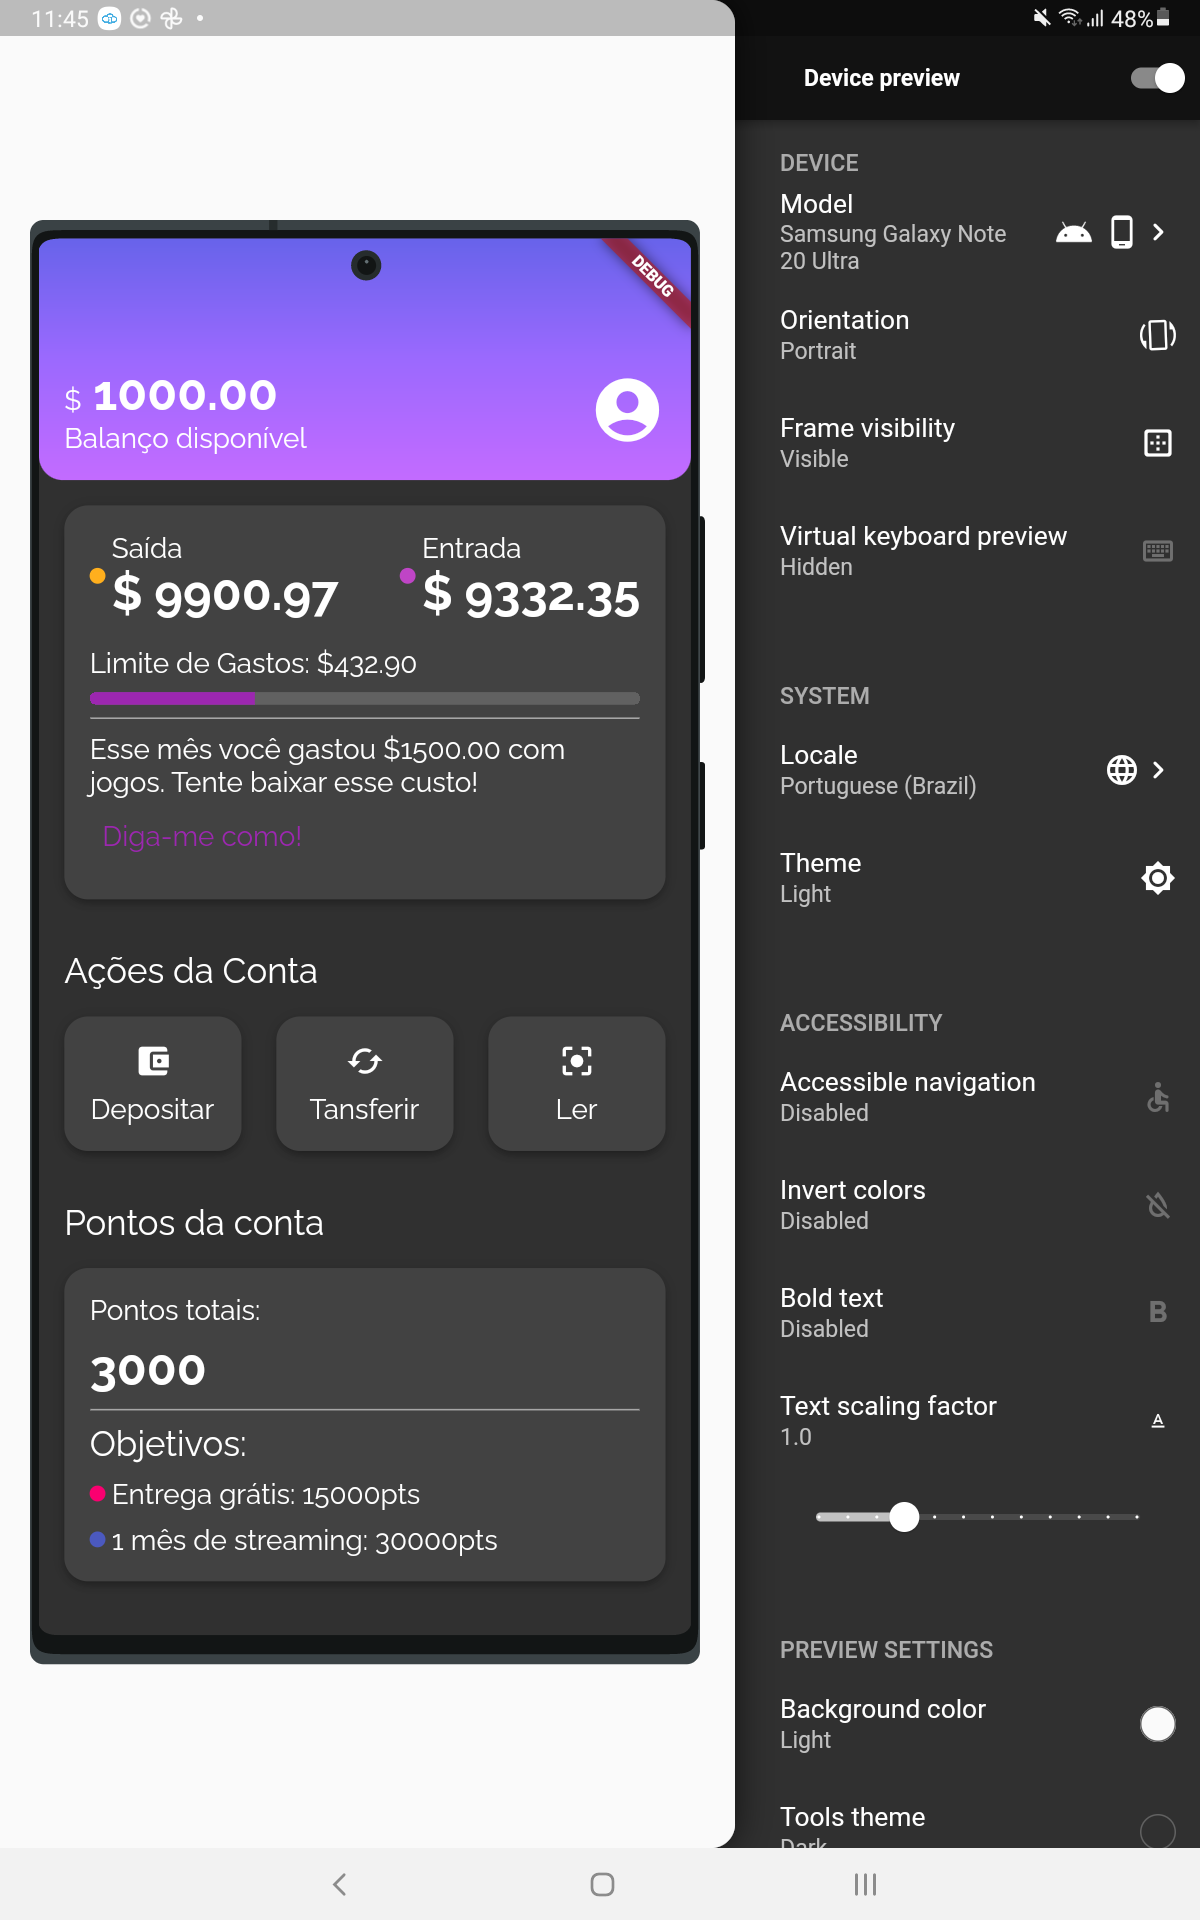 11:45
48%
$ 1000.00
Balanço disponível
DEBUG
Saída
$ 9900.97
Entrada
$ 9332.35
Limite de Gastos: $432.90
Esse mês você gastou $1500.00 com
jogos. Tente baixar esse custo!
Diga-me como!
Ações da Conta
Depositar
Tansferir
Ler
Pontos da conta
Pontos totais:
3000
Objetivos:
Entrega grátis: 15000pts
1 mês de streaming: 30000pts
Device preview
DEVICE
Model
Samsung Galaxy Note
20 Ultra
Orientation
Portrait
Frame visibility
Visible
Virtual keyboard preview
Hidden
SYSTEM
Locale
Portuguese (Brazil)
Theme
Light
ACCESSIBILITY
Accessible navigation
Disabled
Invert colors
Disabled
Bold text
Disabled
B
Text scaling factor
1.0
A
PREVIEW SETTINGS
Background color
Light
Tools theme
Dark